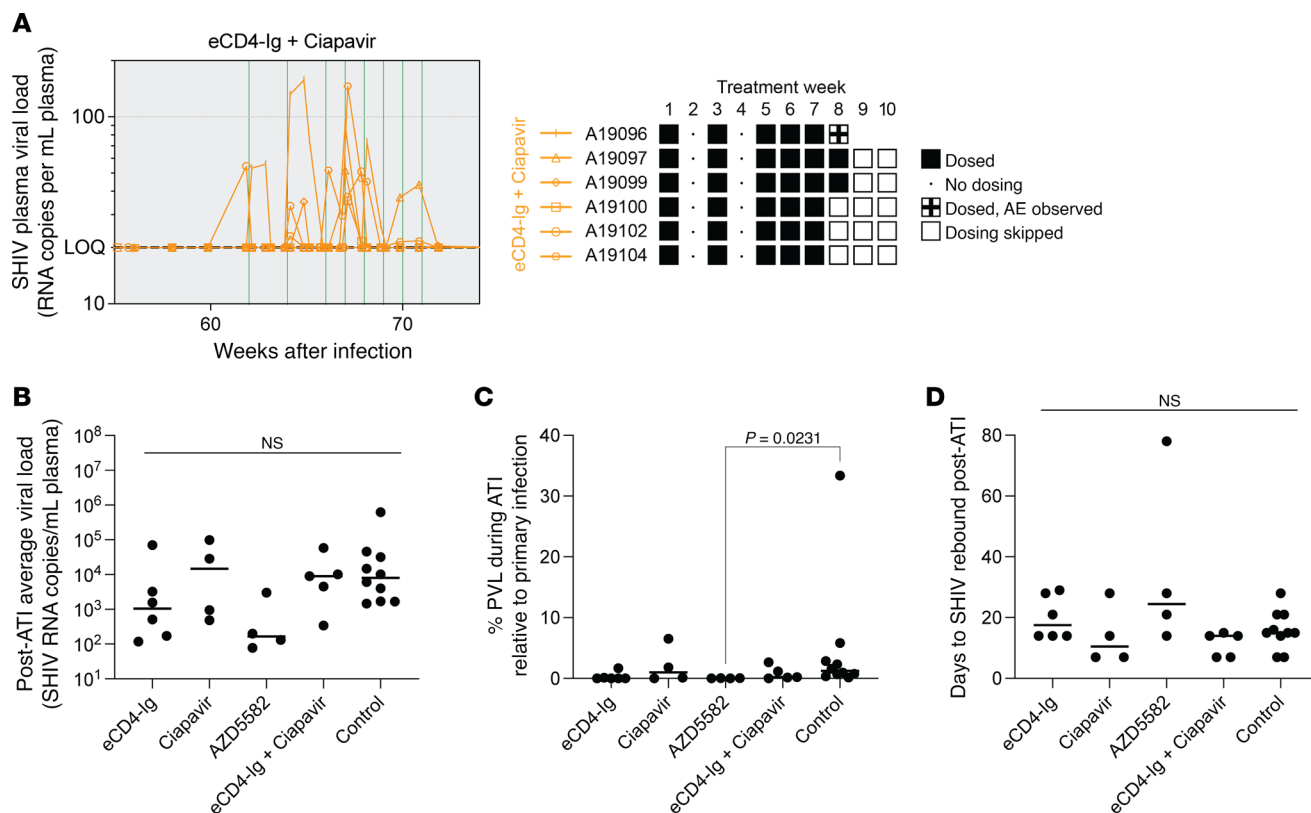 A
eCD4-Ig + Ciapavir
SHIV plasma viral load
(RNA copies per mL plasma)
100
LOQ
10
60
70
Weeks after infection
Treatment week
1 2 3 4 5 6 7 8 9 10
eCD4-Ig + Ciapavir
A19096
A19097
A19099
A19100
A19102
A19104
Dosed
No dosing
Dosed, AE observed
Dosing skipped
B
Post-ATI average viral load
(SHIV RNA copies/mL plasma)
10⁸
10⁷
10⁶
10⁵
10⁴
10³
10²
10¹
NS
eCD4-Ig
Ciapavir
AZD5582
eCD4-Ig + Ciapavir
Control
C
% PVL during ATI
relative to primary infection
40
30
20
10
0
P = 0.0231
eCD4-Ig
Ciapavir
AZD5582
eCD4-Ig + Ciapavir
Control
D
Days to SHIV rebound post-ATI
80
60
40
20
0
NS
eCD4-Ig
Ciapavir
AZD5582
eCD4-Ig + Ciapavir
Control